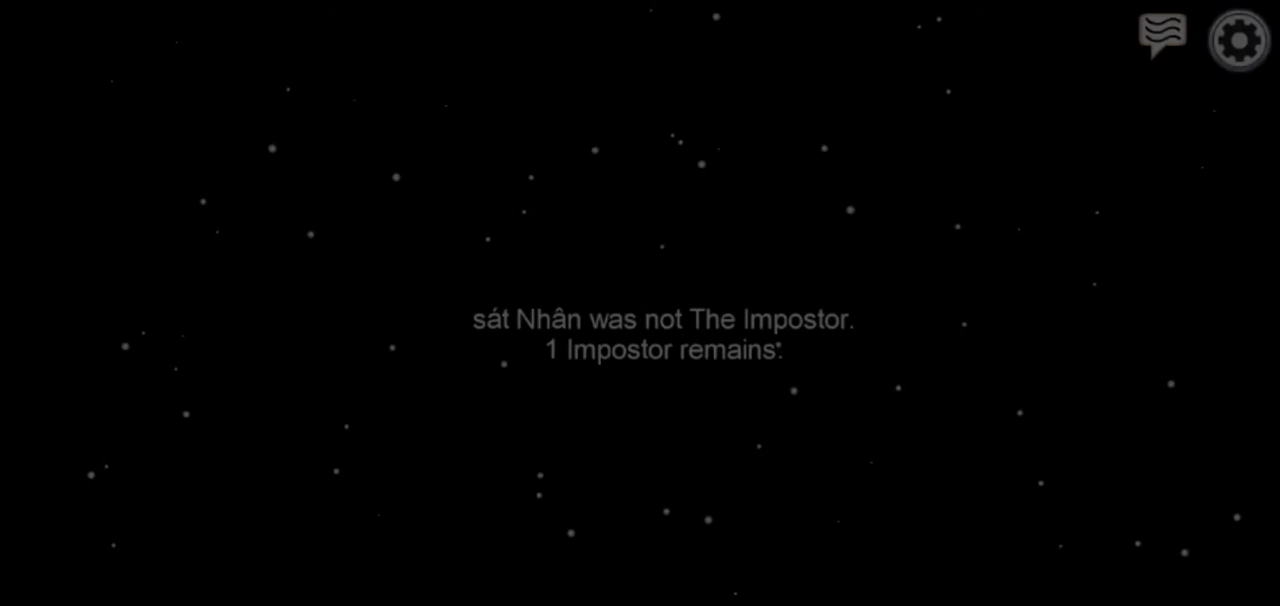 sát Nhân was not The Impostor.
1 Impostor remains.